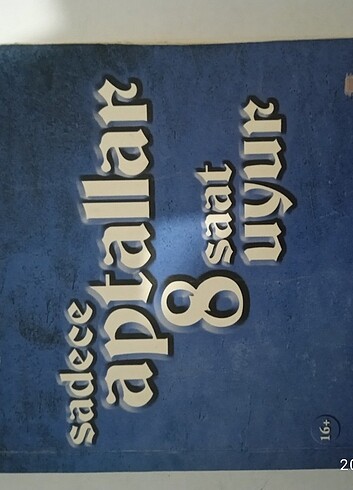 sadece
aptallar
8 saat
uyur
16+